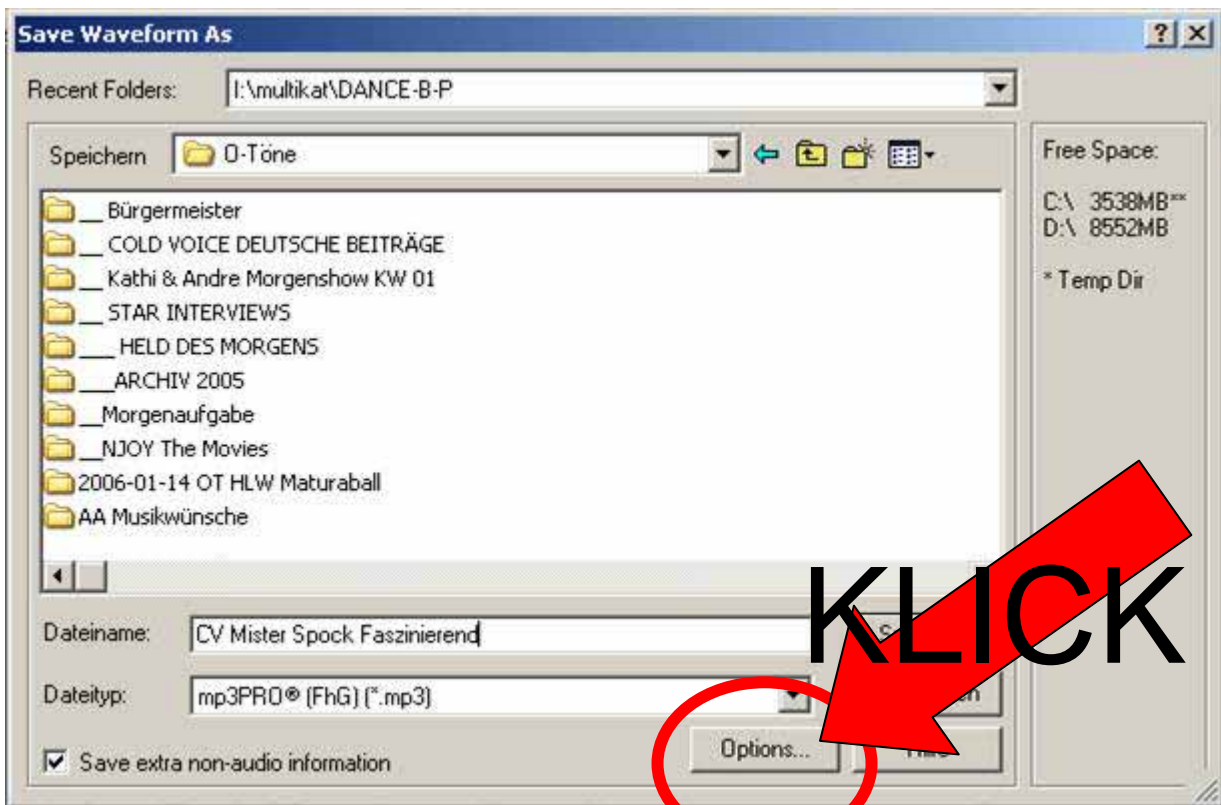 Save Waveform As
Recent Folders: I:\multikat\DANCE-B-P
Speichern O-Töne
Free Space:
C:\ 3538MB**
D:\ 8552MB
* Temp Dir
__ Bürgermeister
__ COLD VOICE DEUTSCHE BEITRÄGE
__ Kathi & Andre Morgenshow KW 01
__ STAR INTERVIEWS
___ HELD DES MORGENS
___ARCHIV 2005
__Morgenaufgabe
__NJOY The Movies
2006-01-14 OT HLW Maturaball
AA Musikwünsche
KLICK
Dateiname: CV Mister Spock Faszinierend
Dateityp: mp3PRO® (FhG) (*.mp3)
Save extra non-audio information
Options...